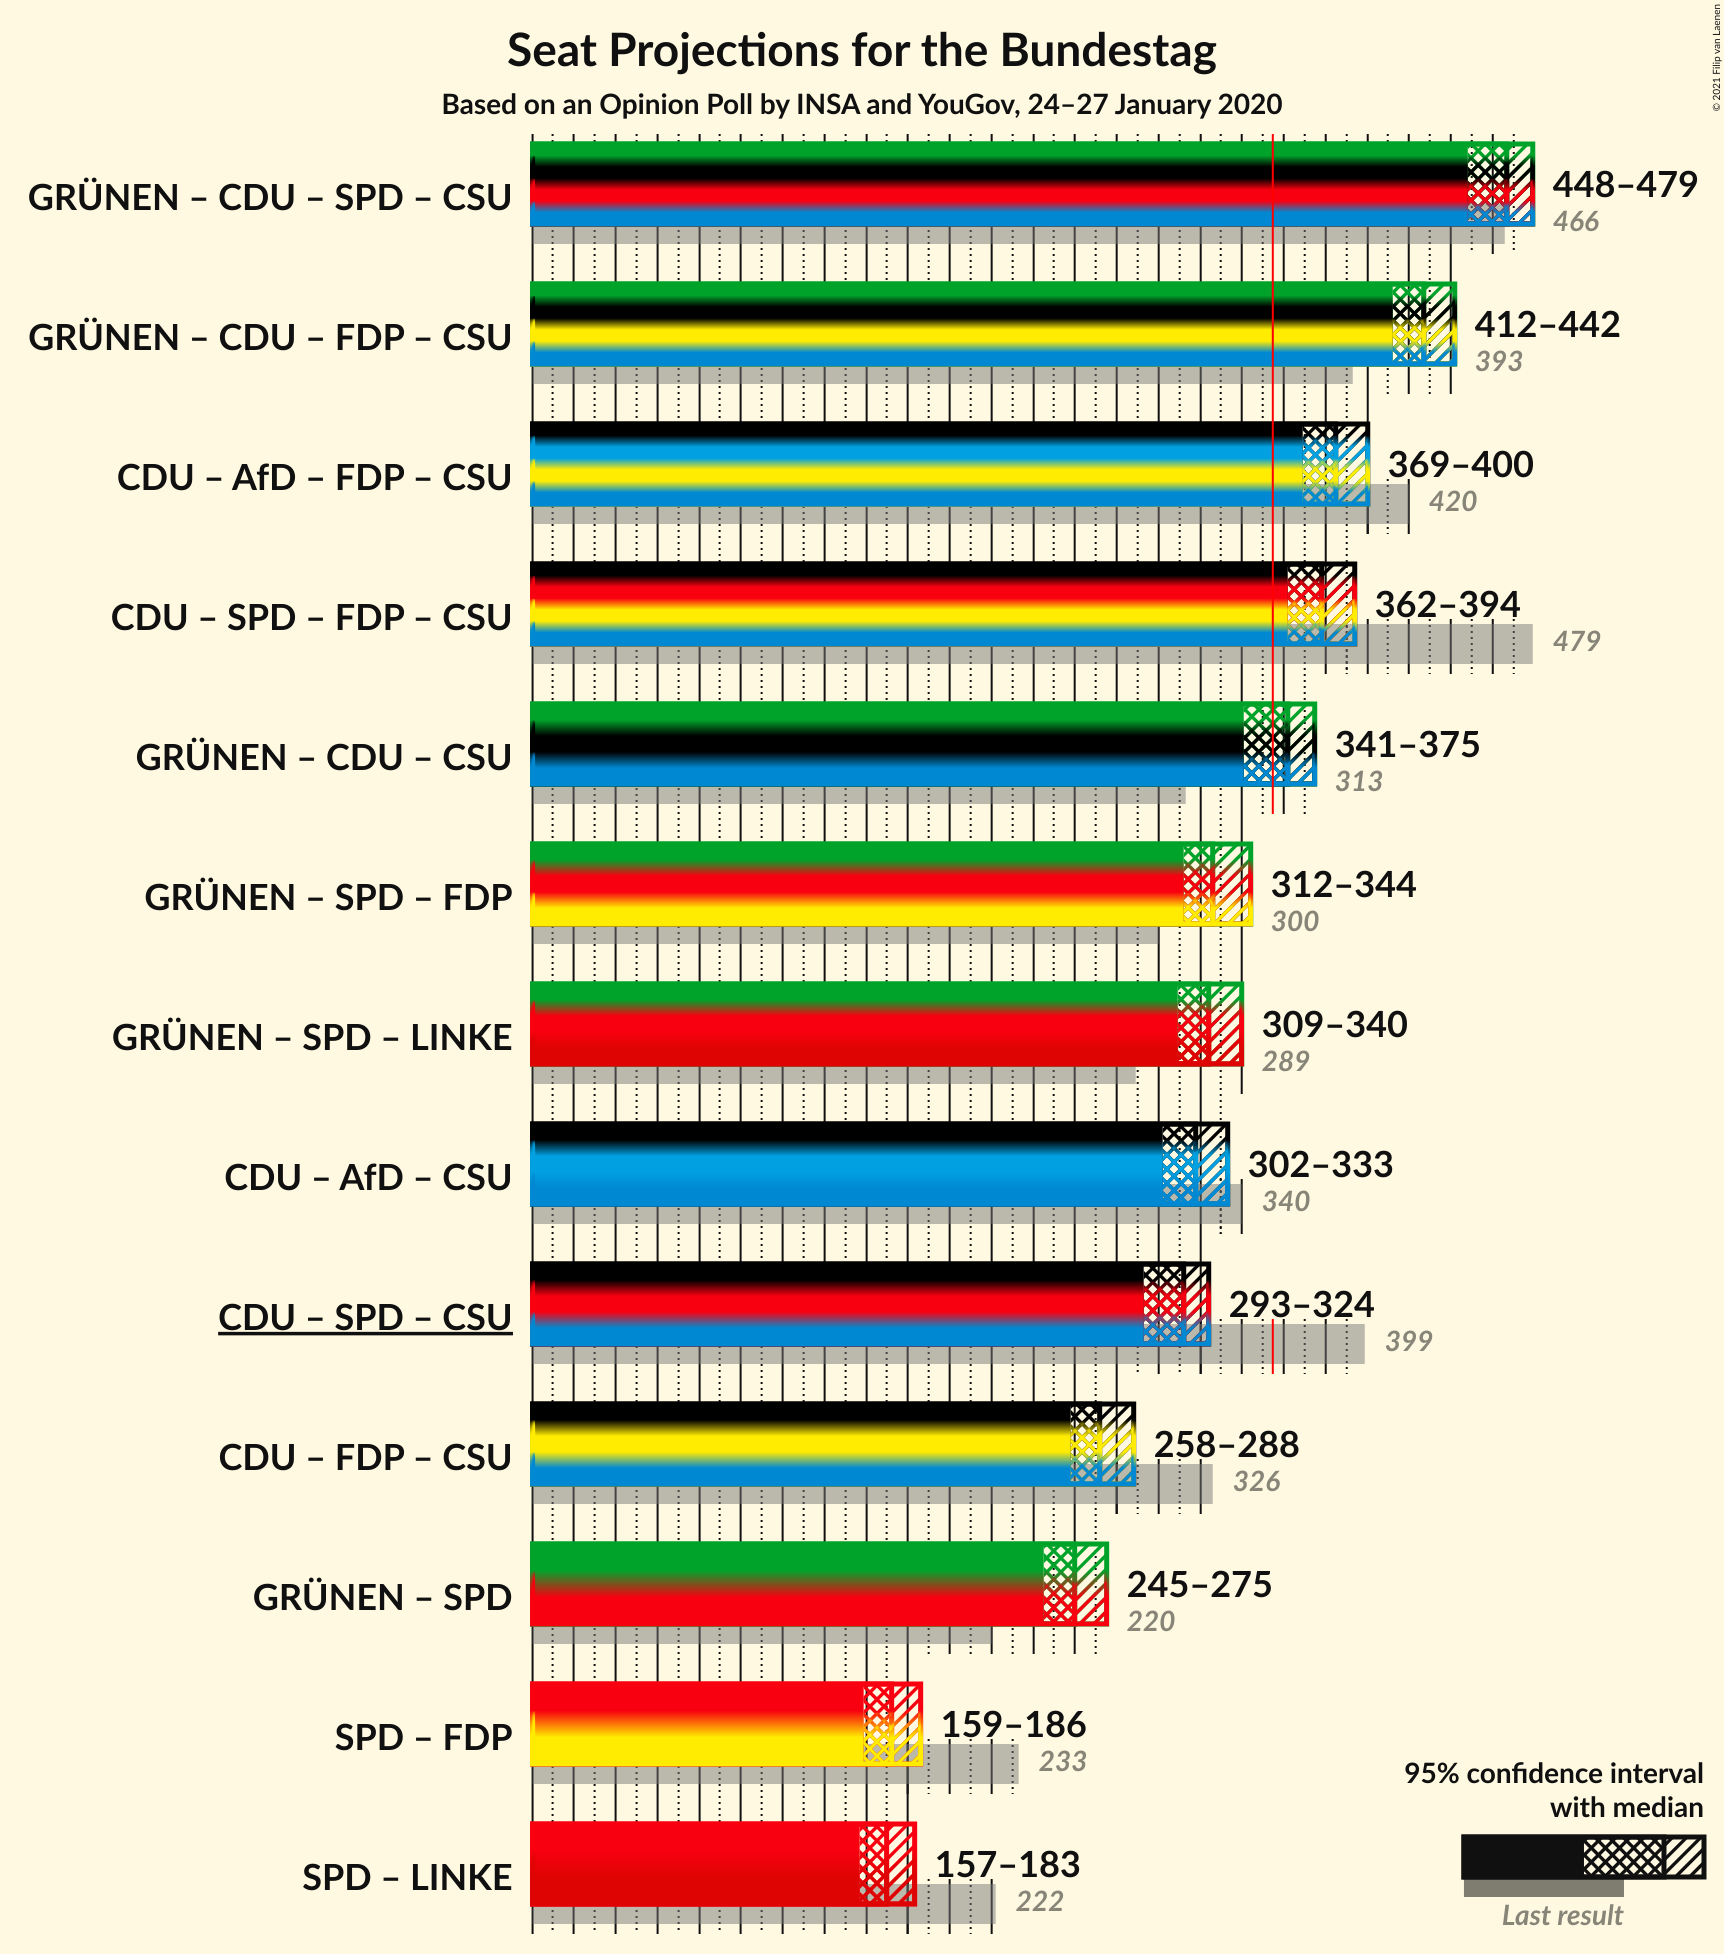 Seat Projections for the Bundestag
Based on an Opinion Poll by INSA and YouGov, 24–27 January 2020
© 2021 Filip van Laenen
GRÜNEN – CDU – SPD – CSU
448–479
466
GRÜNEN – CDU – FDP – CSU
412–442
393
CDU – AfD – FDP – CSU
369–400
420
CDU – SPD – FDP – CSU
362–394
479
GRÜNEN – CDU – CSU
341–375
313
GRÜNEN – SPD – FDP
312–344
300
GRÜNEN – SPD – LINKE
309–340
289
CDU – AfD – CSU
302–333
340
CDU – SPD – CSU
293–324
399
CDU – FDP – CSU
258–288
326
GRÜNEN – SPD
245–275
220
SPD – FDP
159–186
233
SPD – LINKE
157–183
222
95% confidence interval
with median
Last result